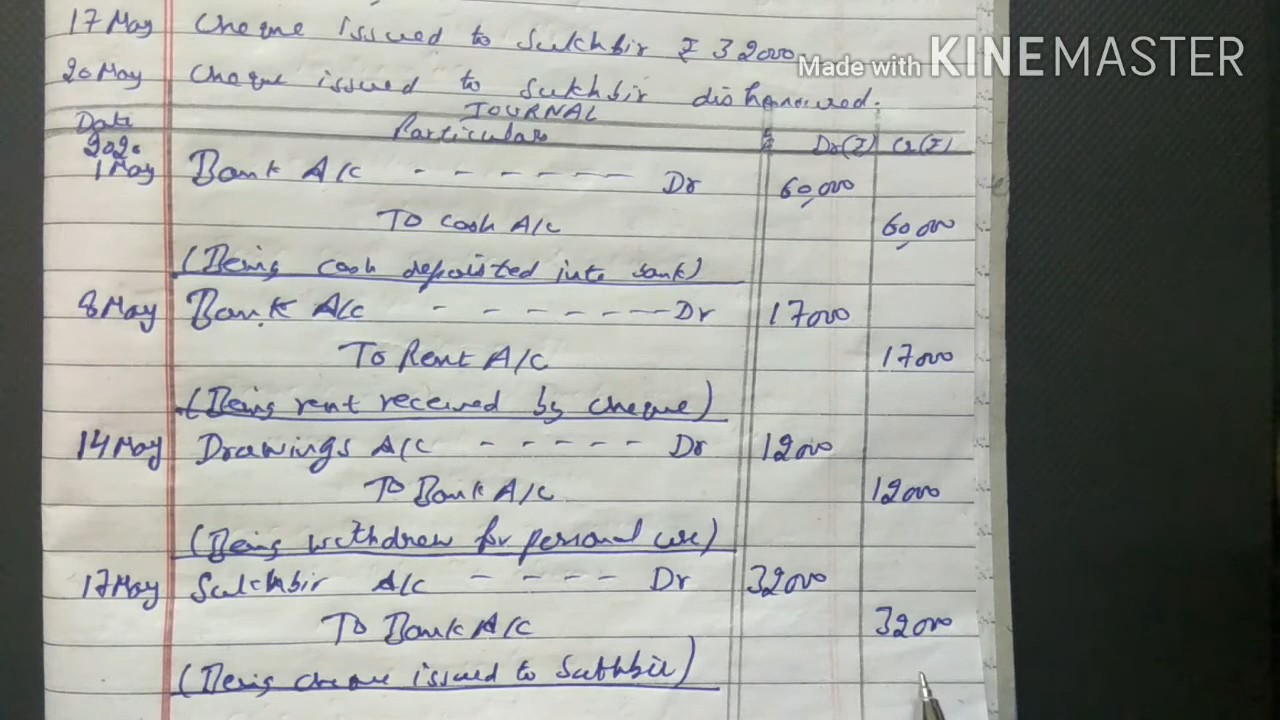 17 May Cheque issued to Sukhbir ₹ 32000
Made with KINEMASTER
20 May Cheque issued to Sukhbir dishonoured.
JOURNAL
Date Particulars Dr(₹) Cr(₹)
2020
1 May Bank A/c - - - - - - - Dr 60,000
To Cash A/c 60,000
(Being cash deposited into bank)
8 May Bank A/c - - - - - - - Dr 17000
To Rent A/c 17000
(Being rent received by cheque)
14 May Drawings A/c - - - - - Dr 12000
To Bank A/c 12000
(Being withdrew for personal use)
17 May Sukhbir A/c - - - - Dr 32000
To Bank A/c 32000
(Being cheque issued to Sukhbir)